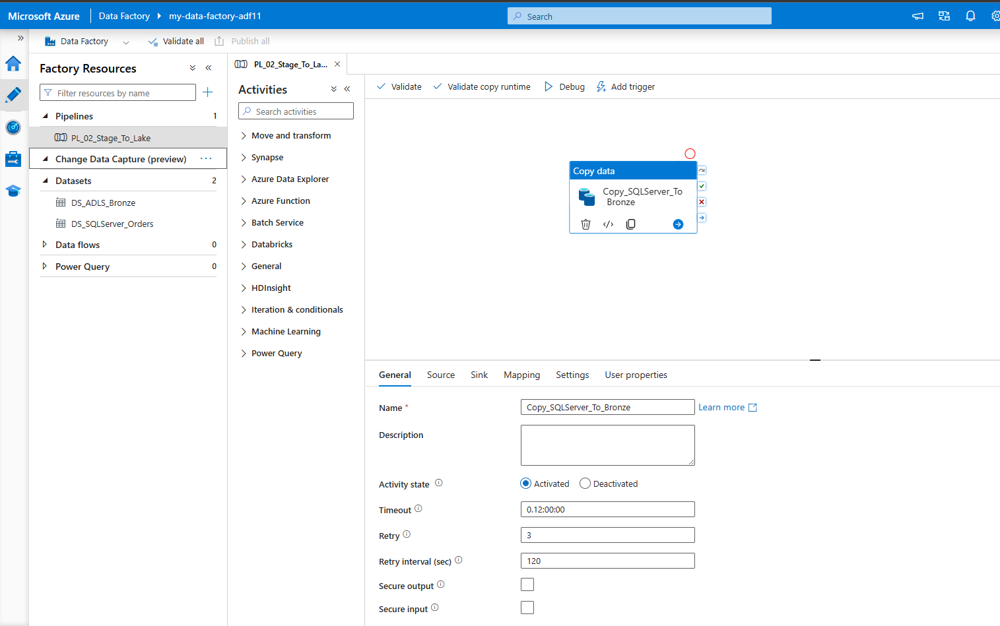 Microsoft Azure
Data Factory
my-data-factory-adf11
Search
Data Factory
Validate all
Publish all
Factory Resources
Filter resources by name
Pipelines 1
PL_02_Stage_To_Lake
Change Data Capture (preview)
Datasets 2
DS_ADLS_Bronze
DS_SQLServer_Orders
Data flows 0
Power Query 0
PL_02_Stage_To_La...
Activities
Search activities
Move and transform
Synapse
Azure Data Explorer
Azure Function
Batch Service
Databricks
General
HDInsight
Iteration & conditionals
Machine Learning
Power Query
Validate
Validate copy runtime
Debug
Add trigger
Copy data
Copy_SQLServer_To
_Bronze
General Source Sink Mapping Settings User properties
Name * Copy_SQLServer_To_Bronze Learn more
Description
Activity state Activated Deactivated
Timeout 0.12:00:00
Retry 3
Retry interval (sec) 120
Secure output
Secure input